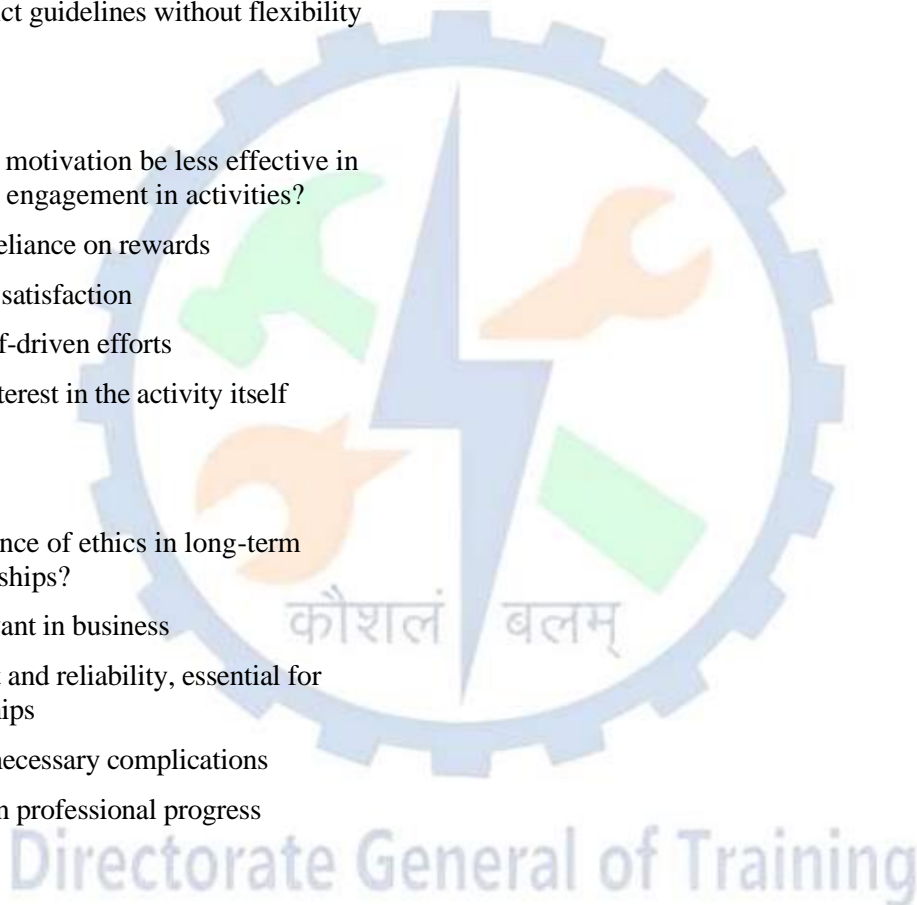 ct guidelines without flexibility
motivation be less effective in
engagement in activities?
eliance on rewards
satisfaction
f-driven efforts
terest in the activity itself
nce of ethics in long-term
ships?
vant in business
t and reliability, essential for
hips
necessary complications
n professional progress
कौशलं बलम्
Directorate General of Training